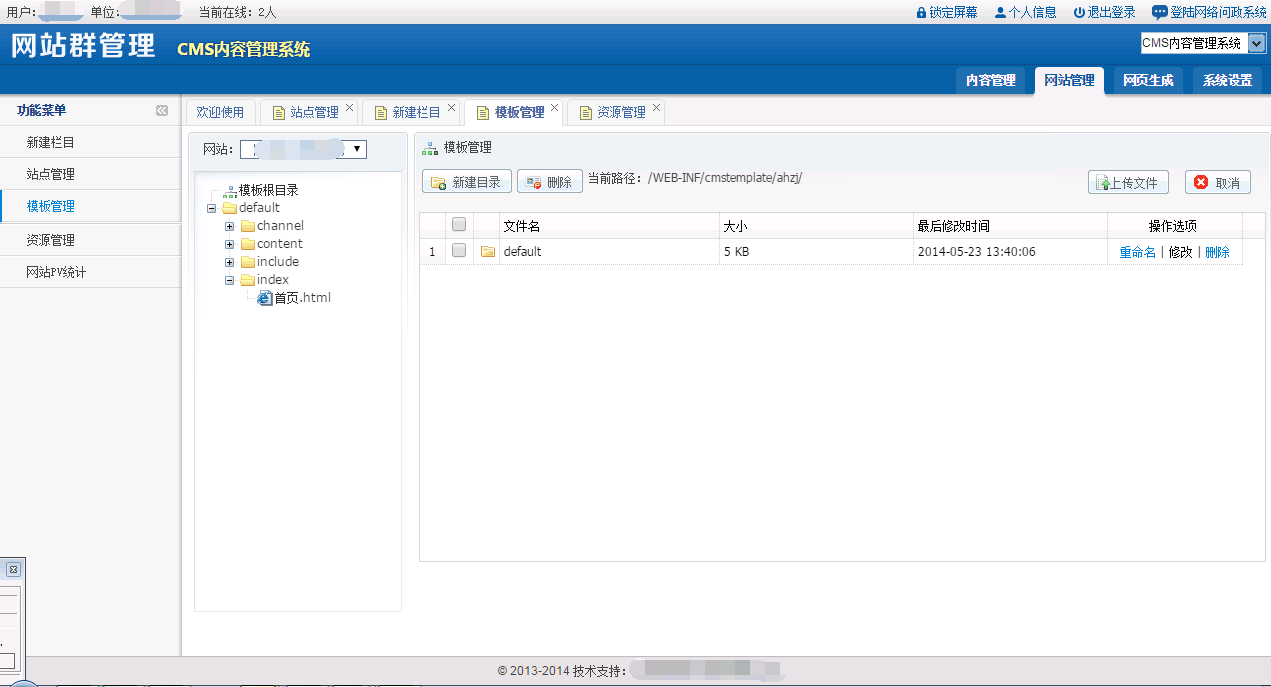 用户: 单位: 当前在线: 2人 锁定屏幕 个人信息 退出登录 登陆网络问政系统
网站群管理 CMS内容管理系统 CMS内容管理系统
内容管理 网站管理 网页生成 系统设置
功能菜单
新建栏目
站点管理
模板管理
资源管理
网站PV统计
欢迎使用 站点管理 新建栏目 模板管理 资源管理
网站:
模板根目录
default
channel
content
include
index
首页.html
模板管理
新建目录 删除 当前路径: /WEB-INF/cmstemplate/ahzj/ 上传文件 取消
文件名 大小 最后修改时间 操作选项
1 default 5 KB 2014-05-23 13:40:06 重命名 | 修改 | 删除
© 2013-2014 技术支持: